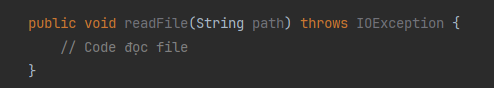 public void readFile(String path) throws IOException {
// Code đọc file
}